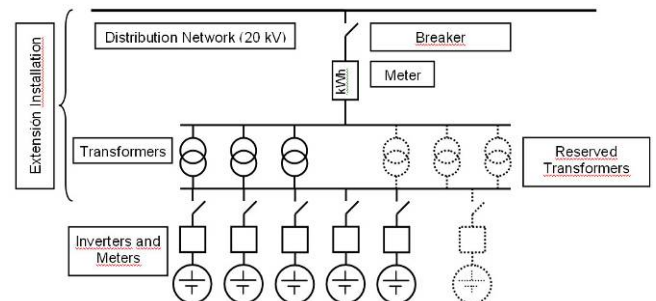 Distribution Network (20 kV)
Breaker
Extension Installation
kWh
Meter
Transformers
Reserved
Transformers
Inverters and
Meters